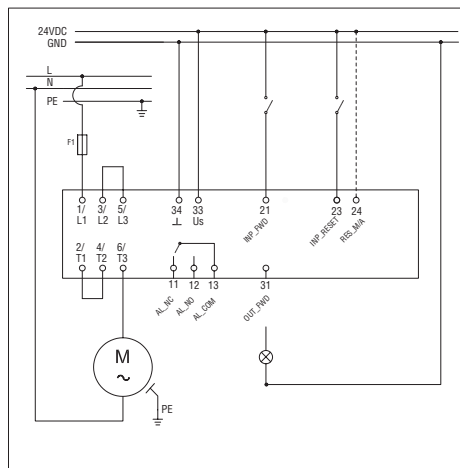 24VDC
GND
L
N
PE
F1
1/ 3/ 5/ 34 33 21 23 24
L1 L2 L3 ⊥ Us INP_FWD INP_RESET RES_M/A
2/ 4/ 6/
T1 T2 T3
11 12 13 31
AL_NC AL_NO AL_COM OUT_FWD
M
~
PE